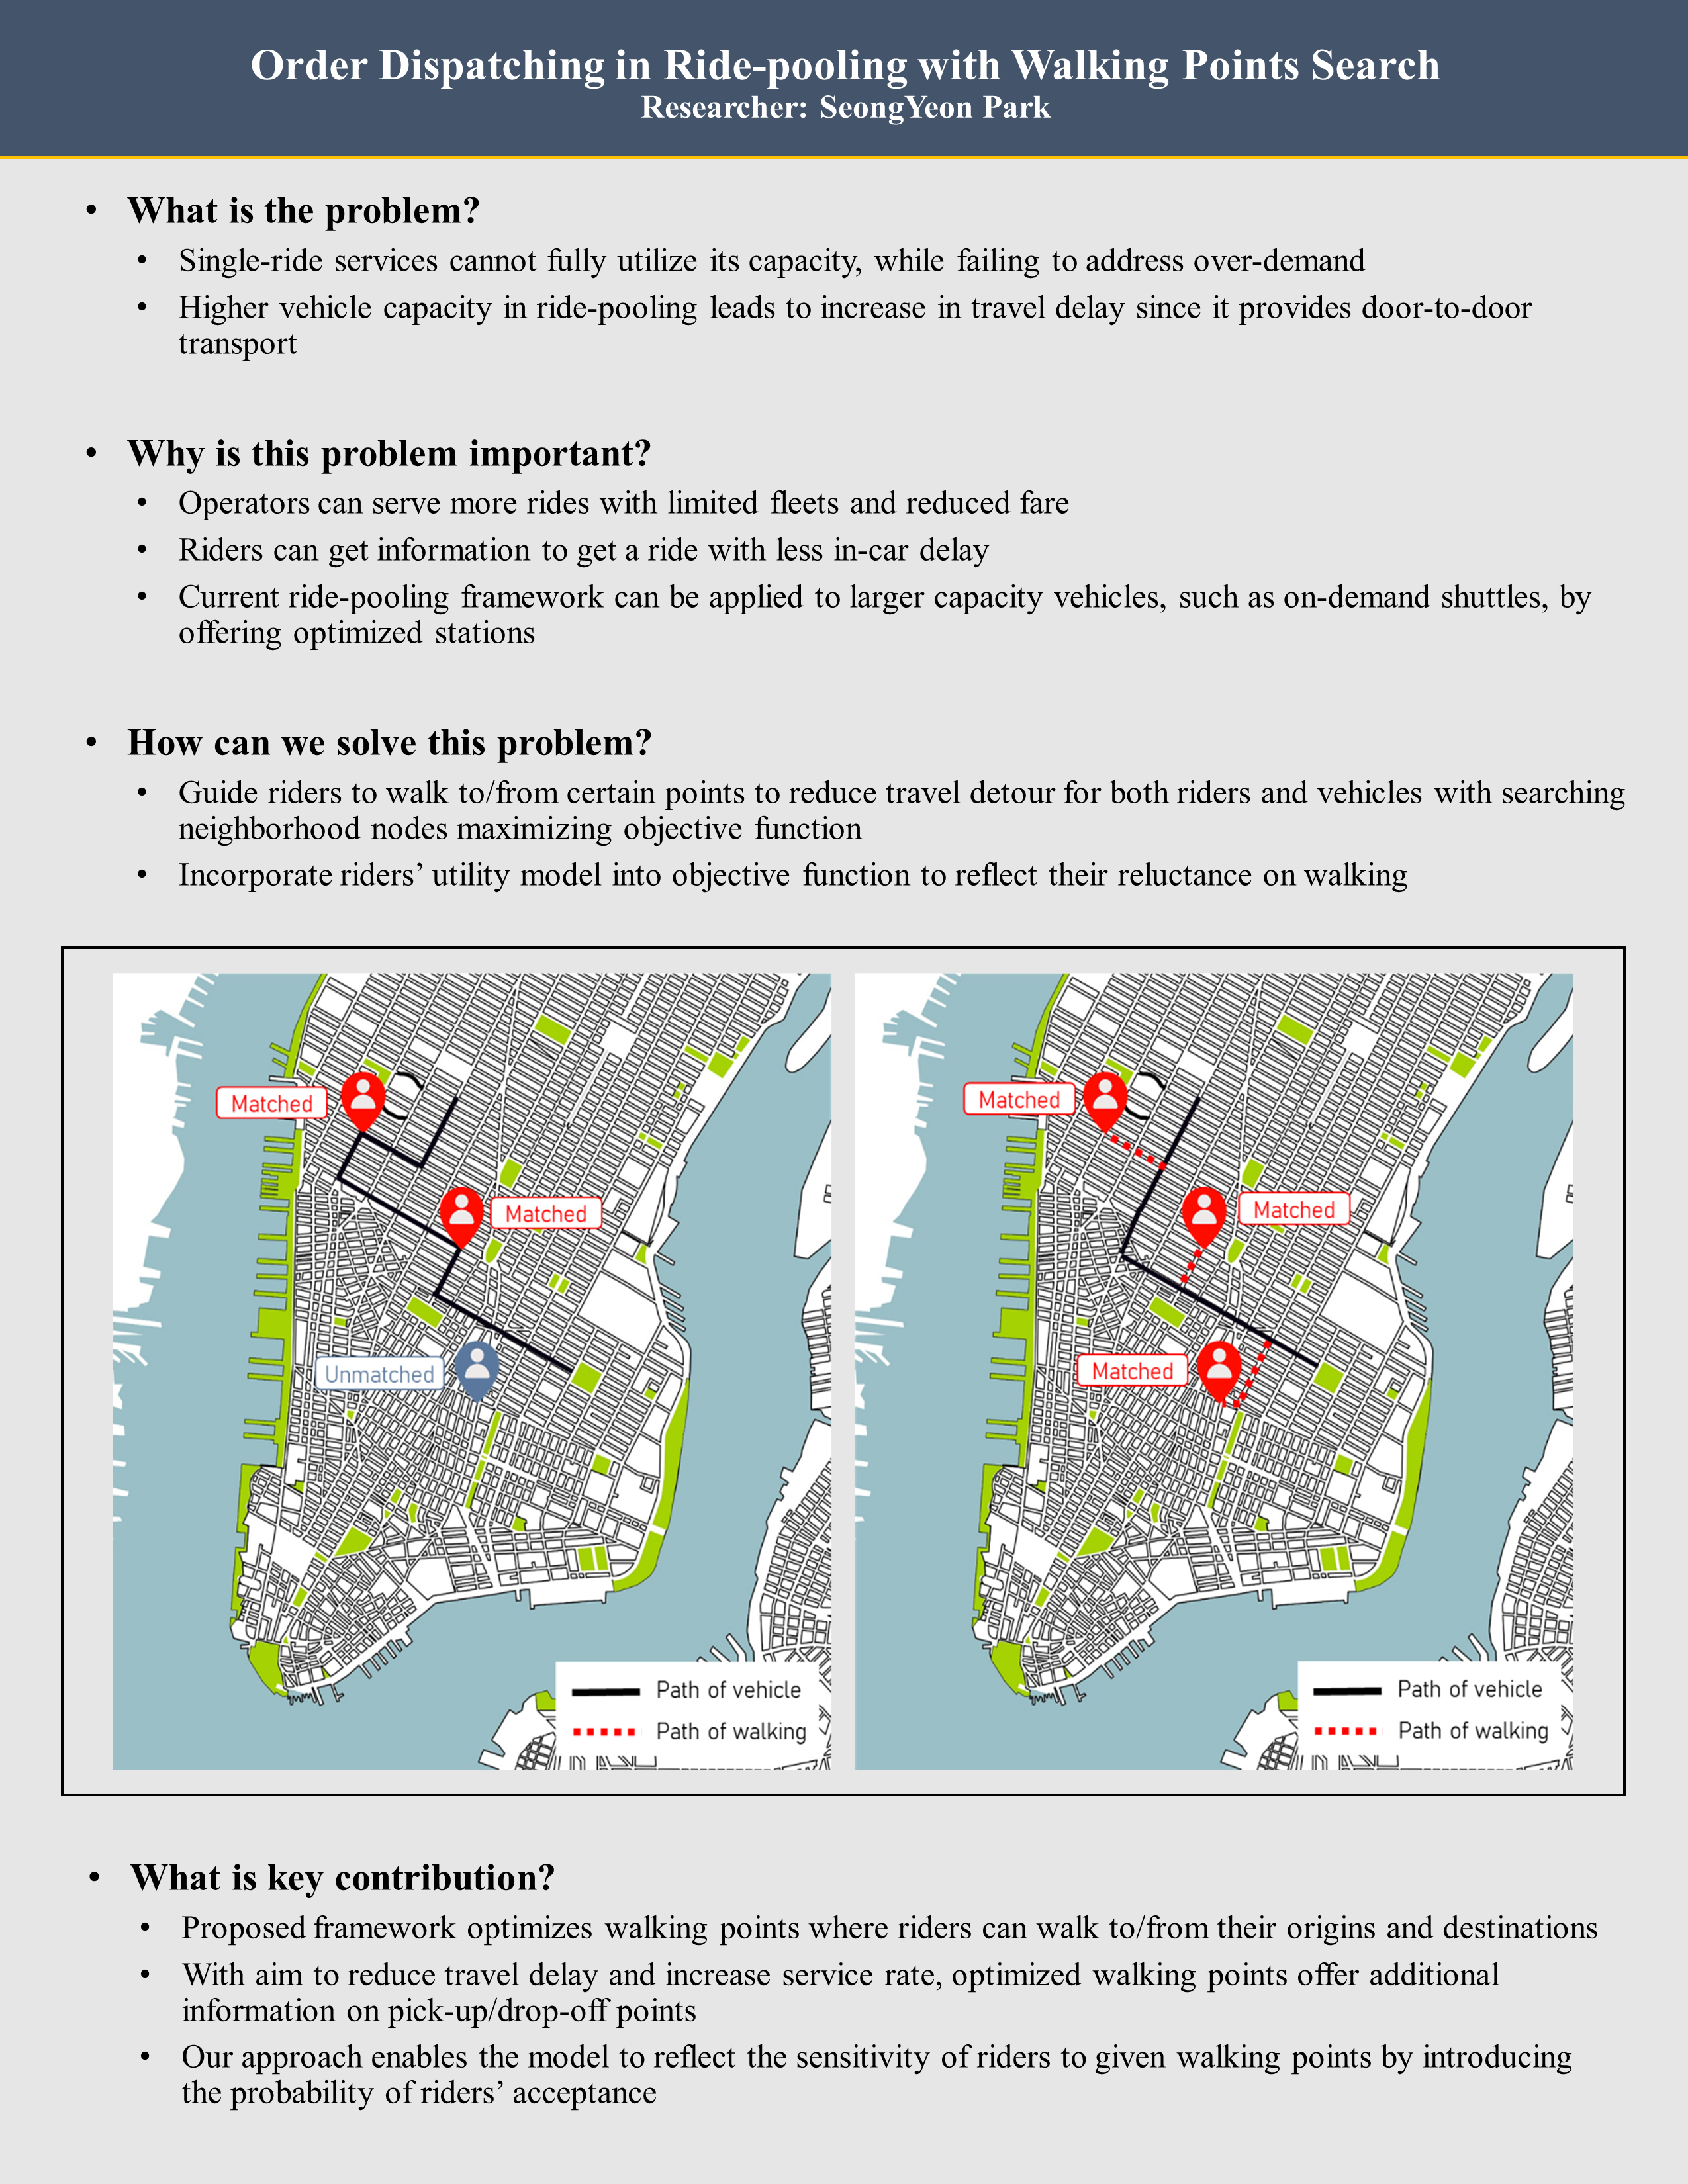 Order Dispatching in Ride-pooling with Walking Points Search
Researcher: SeongYeon Park
• What is the problem?
• Single-ride services cannot fully utilize its capacity, while failing to address over-demand
• Higher vehicle capacity in ride-pooling leads to increase in travel delay since it provides door-to-door
transport
• Why is this problem important?
• Operators can serve more rides with limited fleets and reduced fare
• Riders can get information to get a ride with less in-car delay
• Current ride-pooling framework can be applied to larger capacity vehicles, such as on-demand shuttles, by
offering optimized stations
• How can we solve this problem?
• Guide riders to walk to/from certain points to reduce travel detour for both riders and vehicles with searching
neighborhood nodes maximizing objective function
• Incorporate riders’ utility model into objective function to reflect their reluctance on walking
Matched
Matched
Unmatched
Path of vehicle
Path of walking
Matched
Matched
Matched
Path of vehicle
Path of walking
• What is key contribution?
• Proposed framework optimizes walking points where riders can walk to/from their origins and destinations
• With aim to reduce travel delay and increase service rate, optimized walking points offer additional
information on pick-up/drop-off points
• Our approach enables the model to reflect the sensitivity of riders to given walking points by introducing
the probability of riders’ acceptance